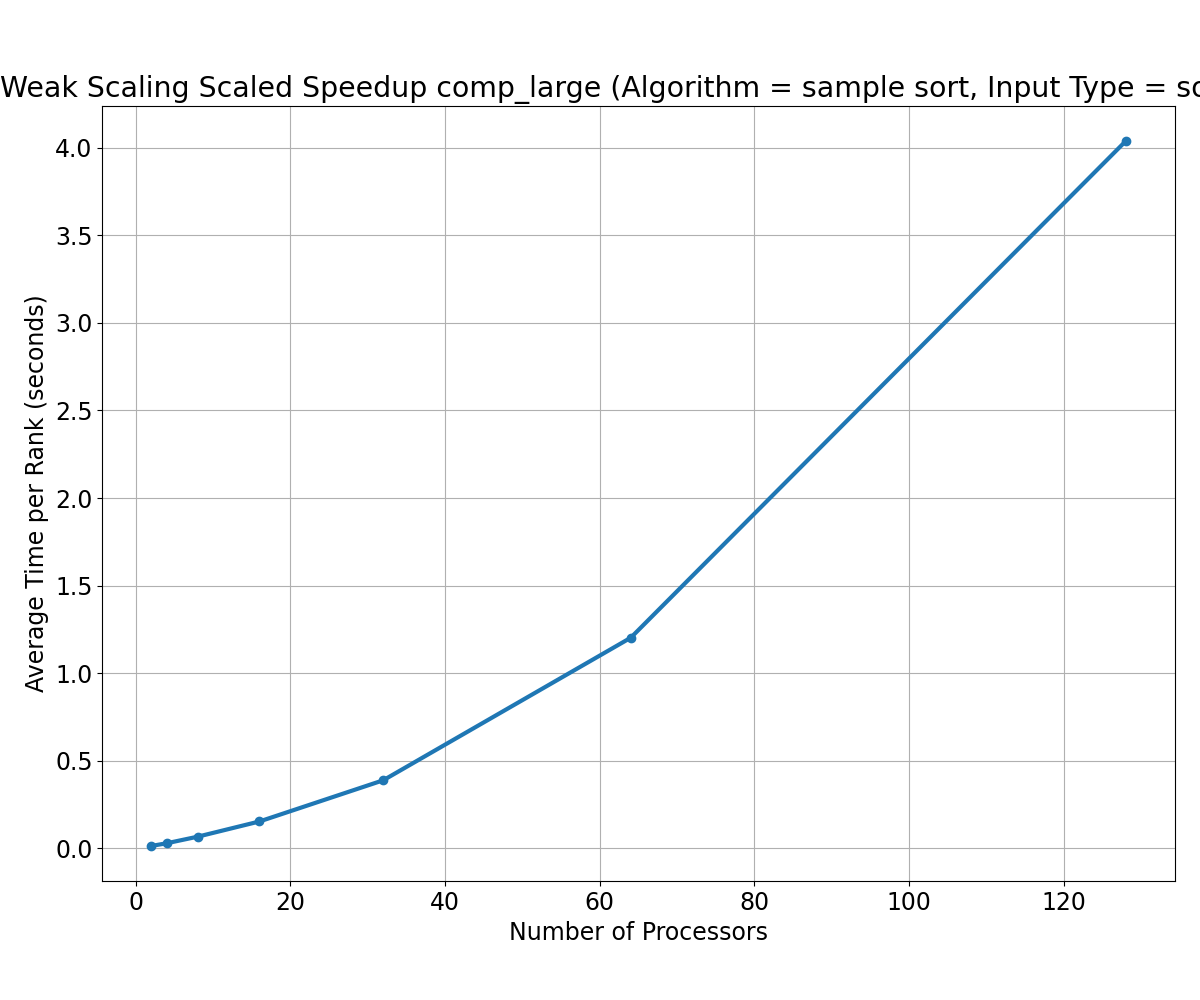 Weak Scaling Scaled Speedup comp_large (Algorithm = sample sort, Input Type =
4.0
3.5
3.0
2.5
2.0
1.5
1.0
0.5
0.0
Average Time per Rank (seconds)
0 20 40 60 80 100 120
Number of Processors